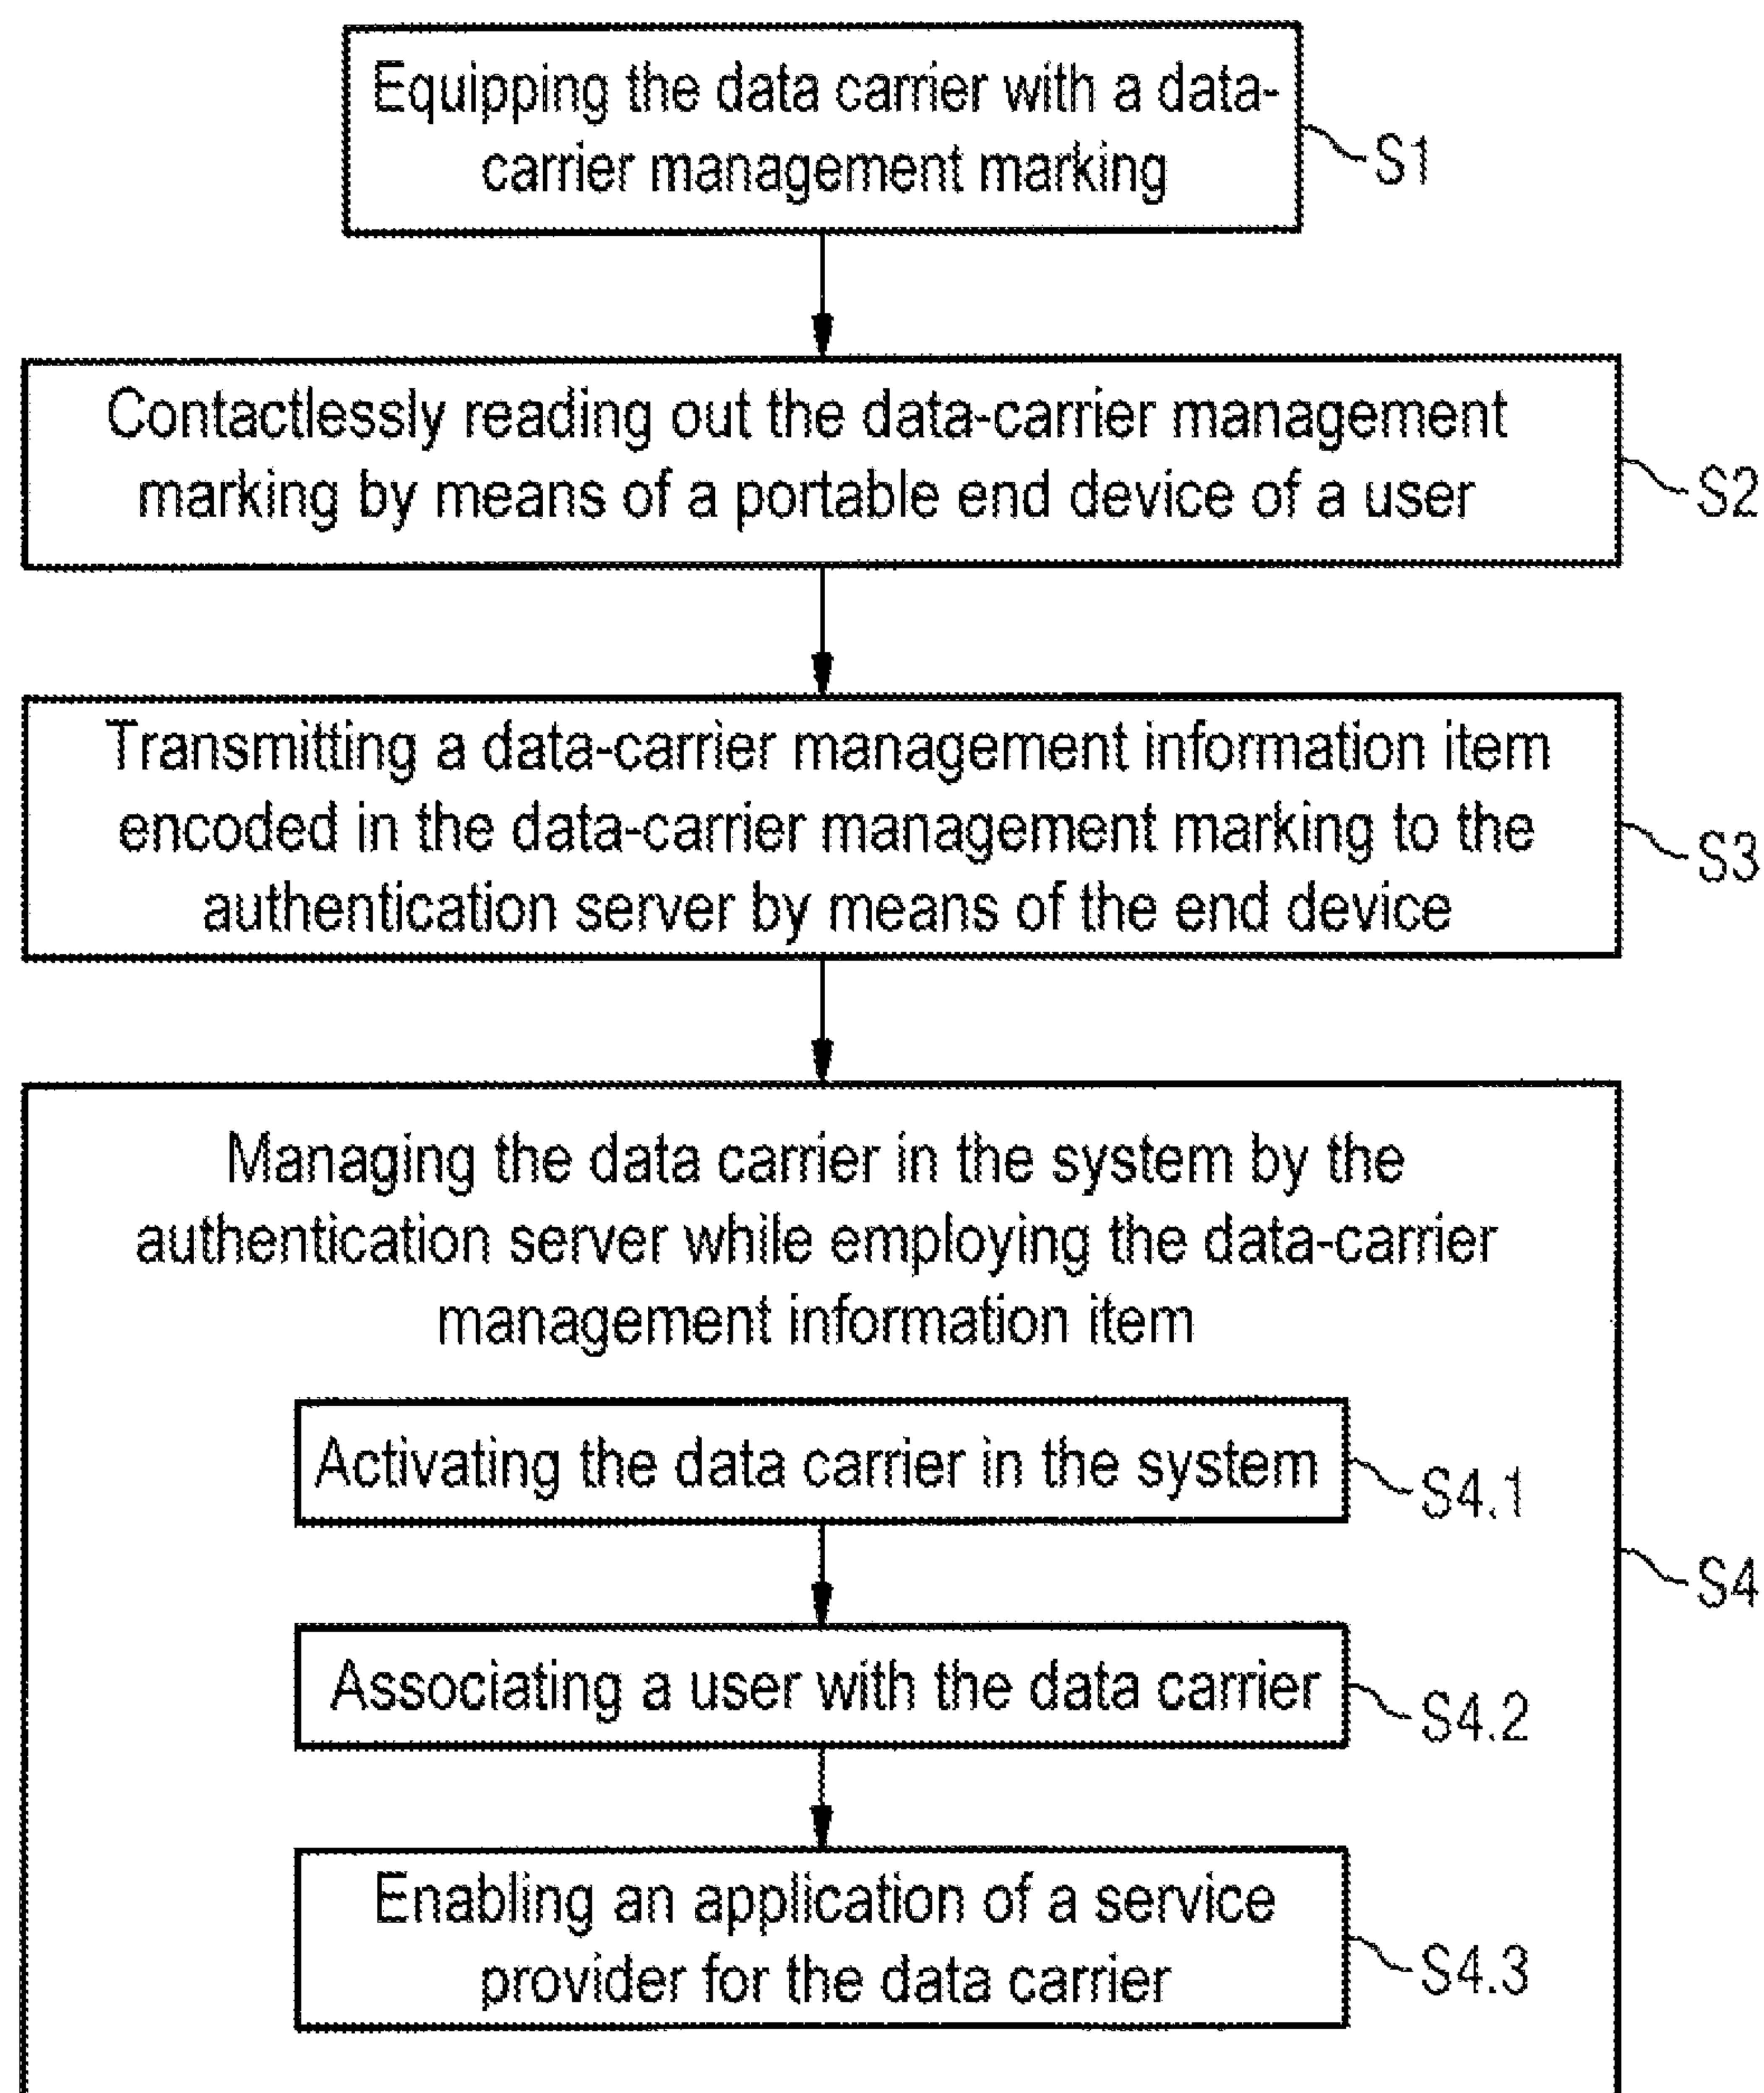 Equipping the data carrier with a data-
carrier management marking
S1
Contactlessly reading out the data-carrier management
marking by means of a portable end device of a user
S2
Transmitting a data-carrier management information item
encoded in the data-carrier management marking to the
authentication server by means of the end device
S3
Managing the data carrier in the system by the
authentication server while employing the data-carrier
management information item
Activating the data carrier in the system
S4.1
S4
Associating a user with the data carrier
S4.2
Enabling an application of a service
provider for the data carrier
S4.3